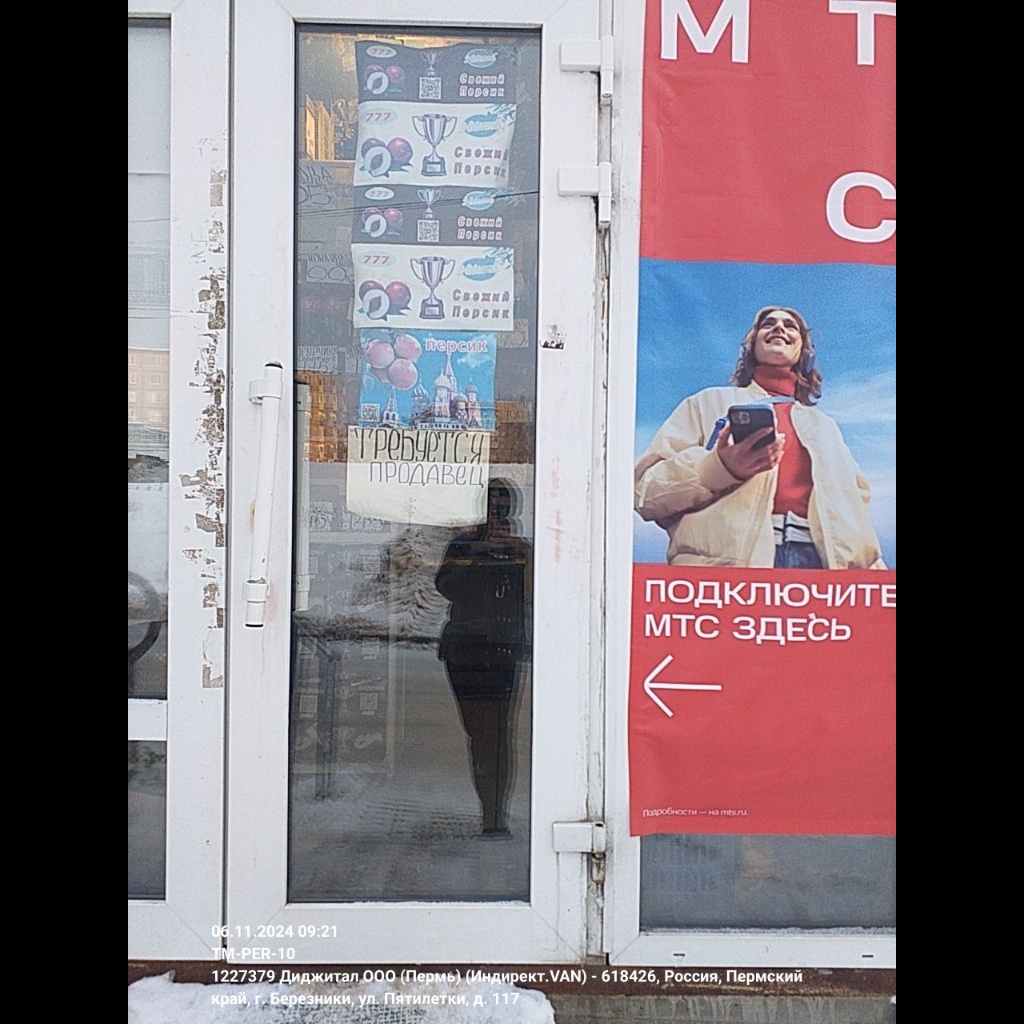 М Т
С
777
Свежий
Персик
777
Свежий
Персик
777
Свежий
Персик
777
Свежий
Персик
персик
ТРЕБУЕТСЯ
ПРОДАВЕЦ
ПОДКЛЮЧИТЕ
МТС ЗДЕСЬ
Подробности — на mts.ru.
06.11.2024 09:21
TM-PER-10
1227379 Диджитал ООО (Пермь) (Индирект.VAN) - 618426, Россия, Пермский
край, г. Березники, ул. Пятилетки, д. 117